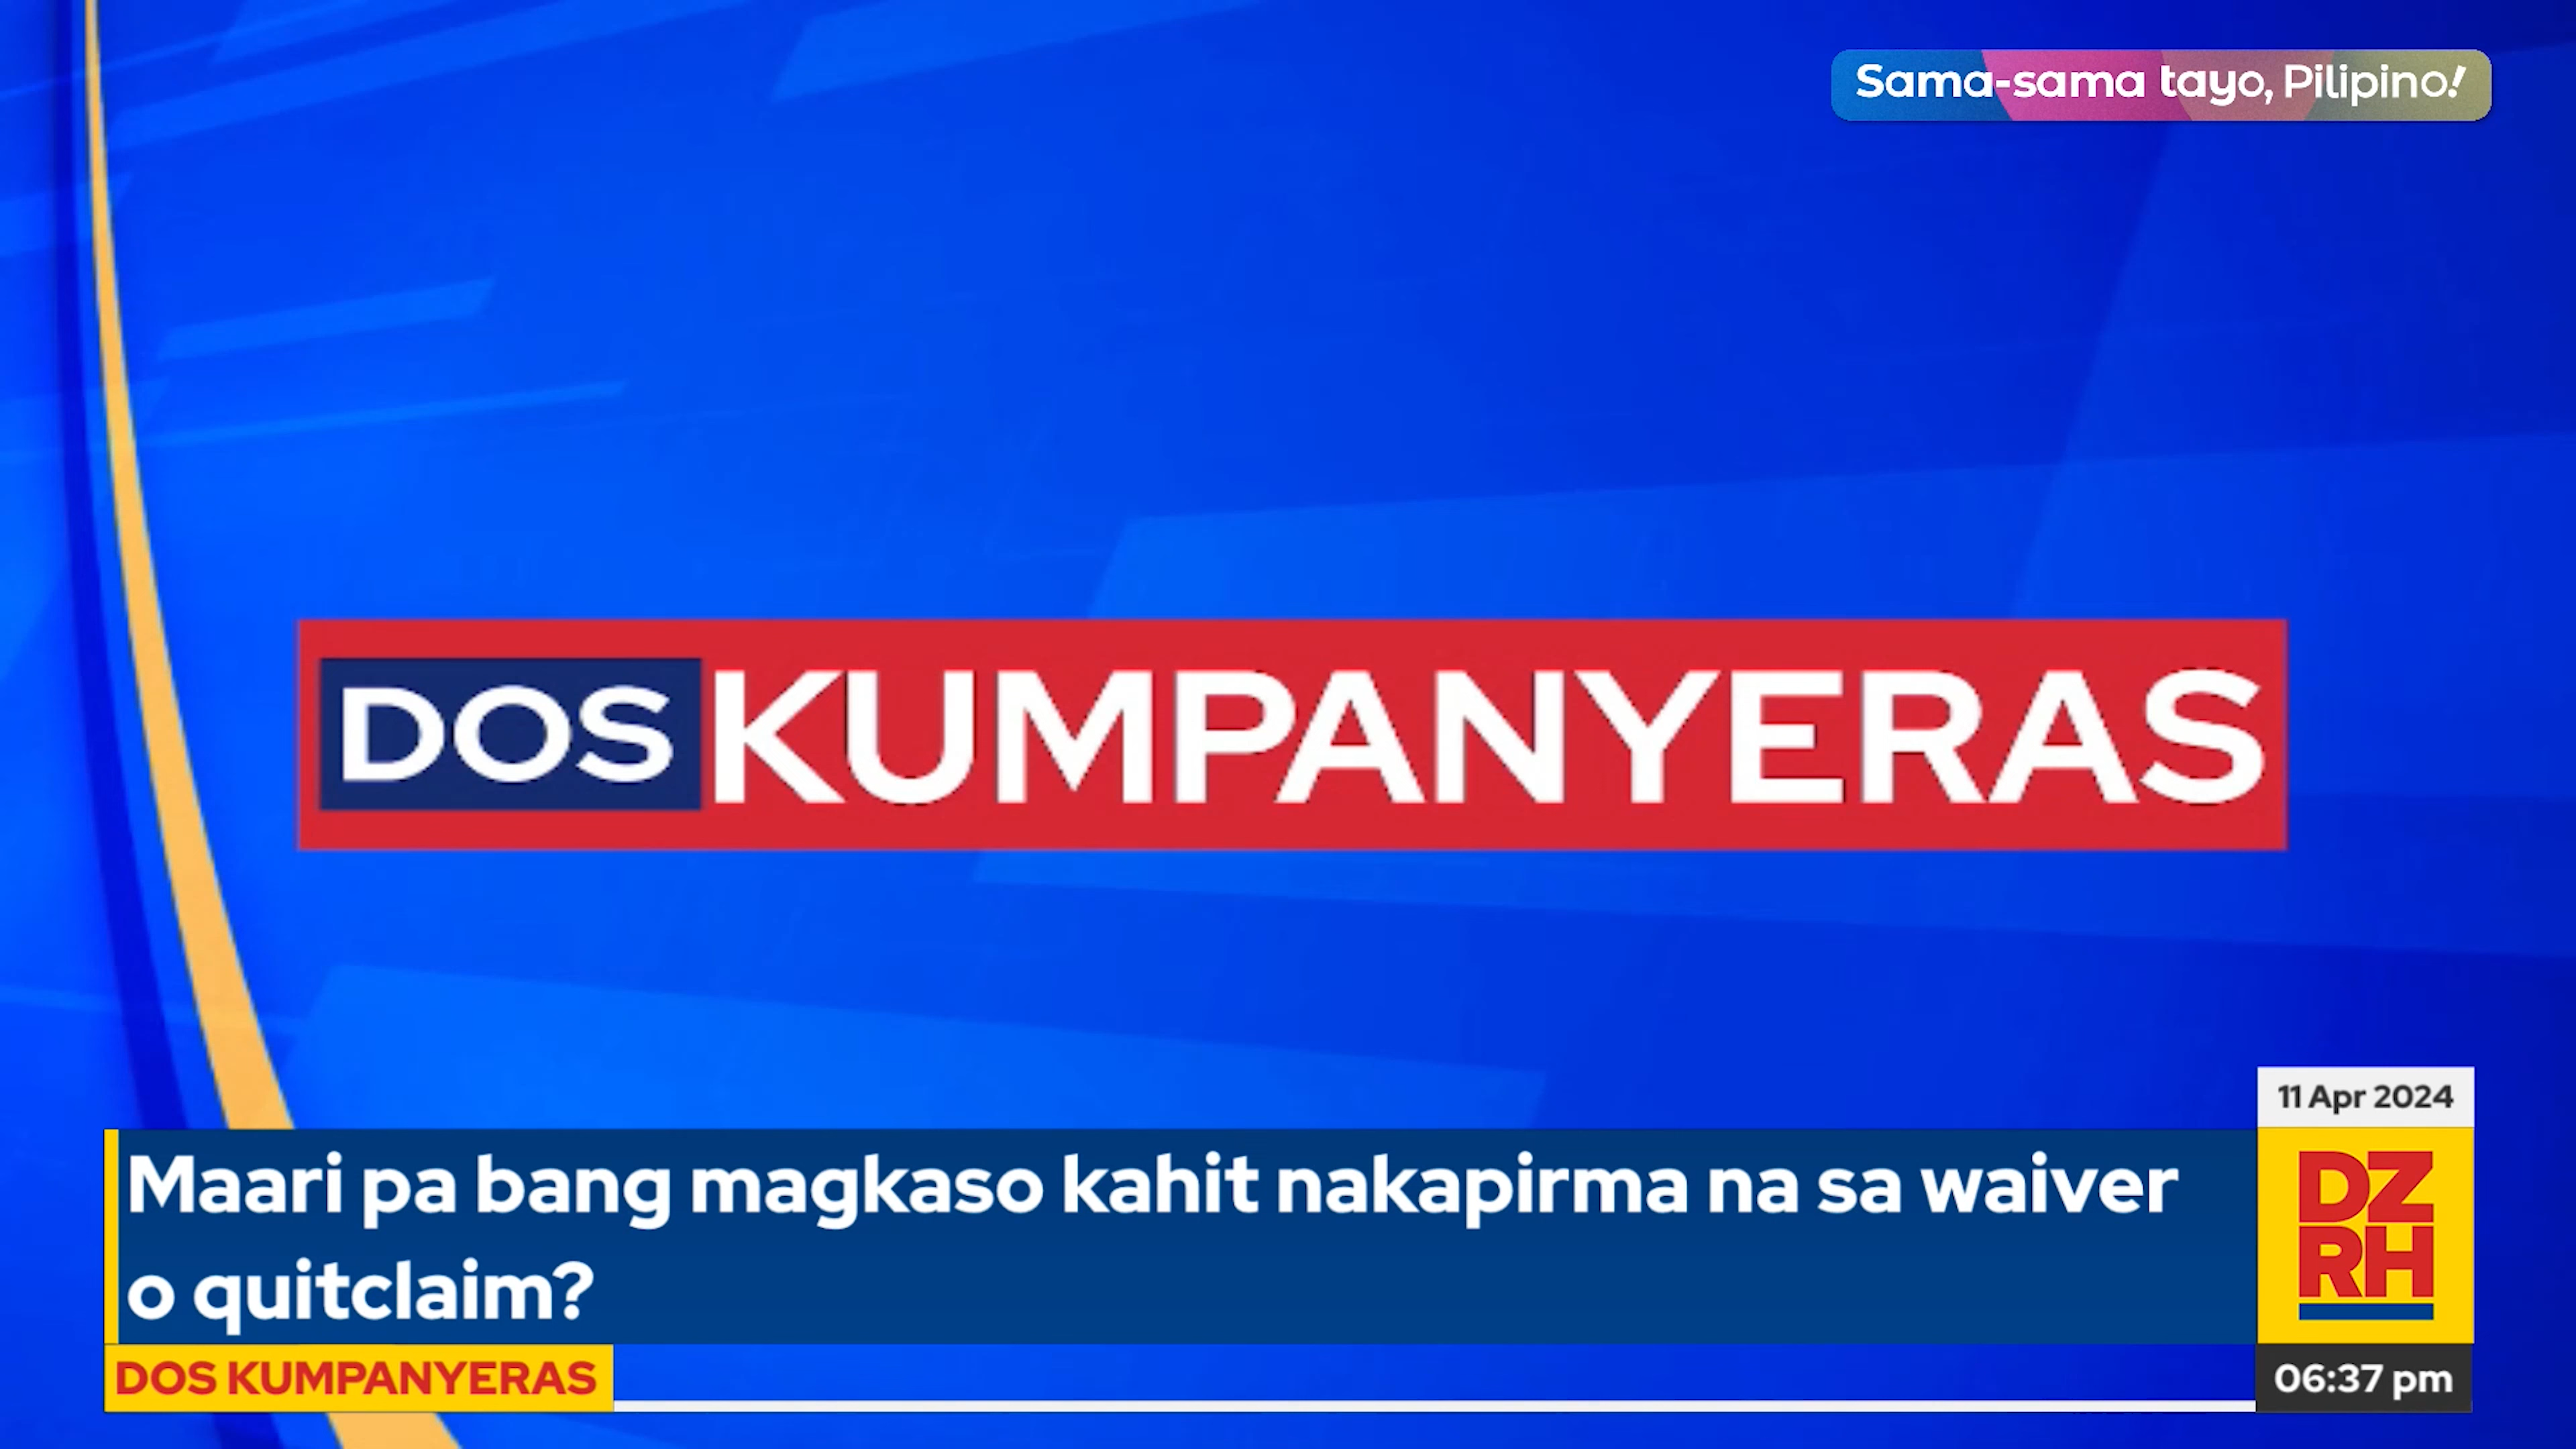 Sama-sama tayo, Pilipino!
DOS KUMPANYERAS
11 Apr 2024
Maari pa bang magkaso kahit nakapirma na sa waiver
o quitclaim?
DZ
RH
DOS KUMPANYERAS
06:37 pm